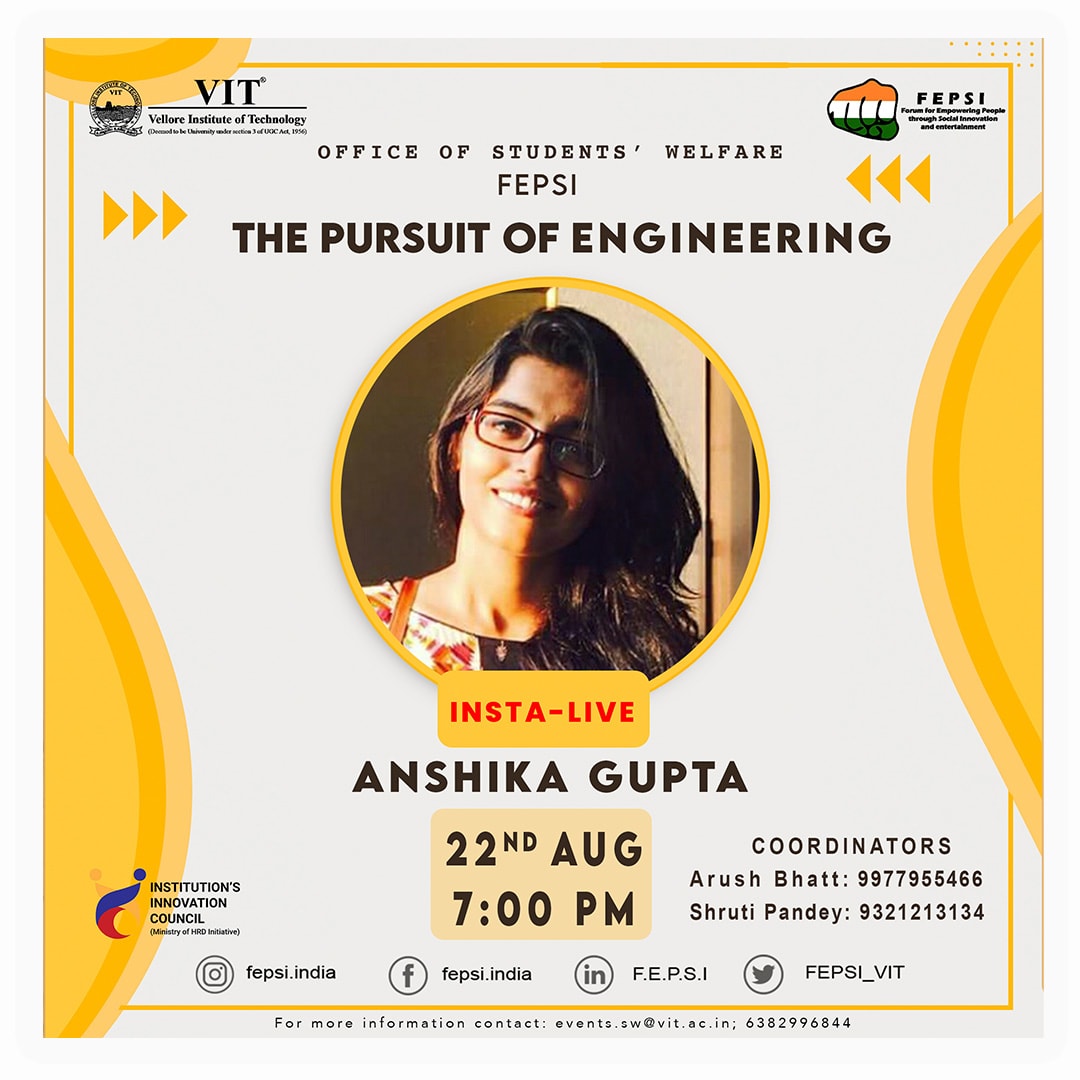 VIT®
Vellore Institute of Technology
(Deemed to be University under section 3 of UGC Act, 1956)
VIT
FEPSI
Forum for Empowering People
through Social Innovation
and entertainment
OFFICE OF STUDENTS' WELFARE
FEPSI
THE PURSUIT OF ENGINEERING
INSTA-LIVE
ANSHIKA GUPTA
22ND AUG
7:00 PM
COORDINATORS
Arush Bhatt: 9977955466
Shruti Pandey: 9321213134
INSTITUTION'S
INNOVATION
COUNCIL
(Ministry of HRD Initiative)
fepsi.india
fepsi.india
F.E.P.S.I
FEPSI_VIT
For more information contact: events.sw@vit.ac.in; 6382996844